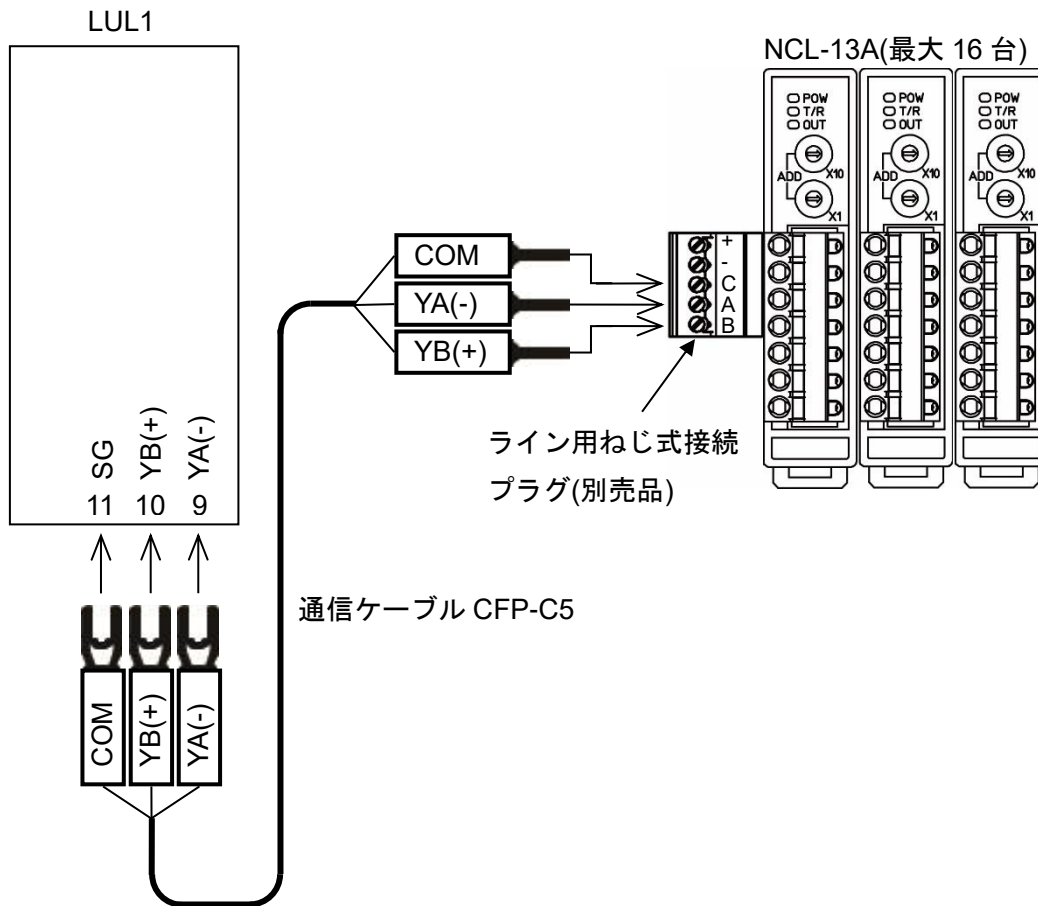 LUL1
NCL-13A(最大 16 台)
POW
T/R
OUT
ADD
X10
X1
POW
T/R
OUT
ADD
X10
X1
POW
T/R
OUT
ADD
X10
X1
COM
YA(-)
YB(+)
+
-
C
A
B
ライン用ねじ式接続
プラグ(別売品)
SG
YB(+)
YA(-)
11 10 9
通信ケーブル CFP-C5
COM
YB(+)
YA(-)